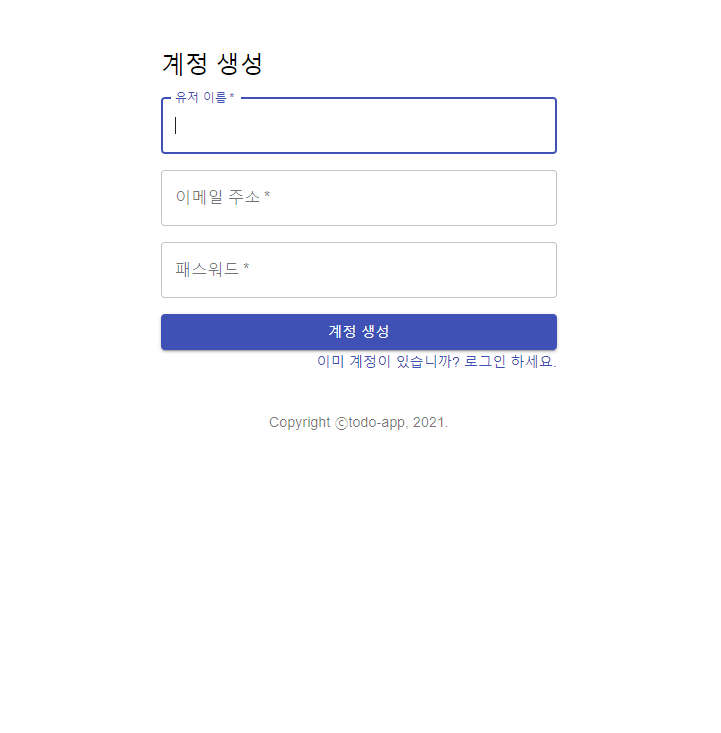 계정 생성
유저 이름 *
이메일 주소 *
패스워드 *
계정 생성
이미 계정이 있습니까? 로그인 하세요.
Copyright ⓒtodo-app, 2021.